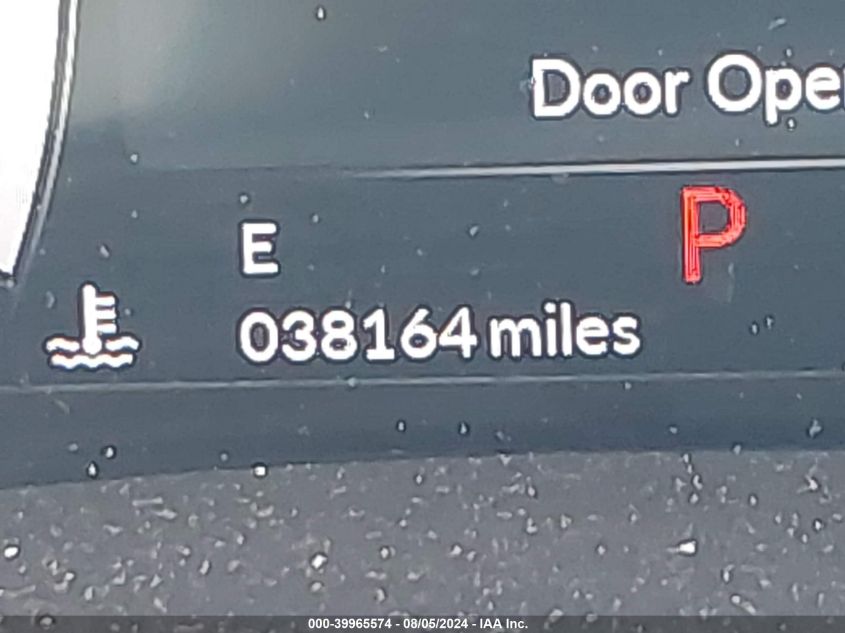 Door Ope
P
E
038164 miles
000-39965574 - 08/05/2024 - IAA Inc.